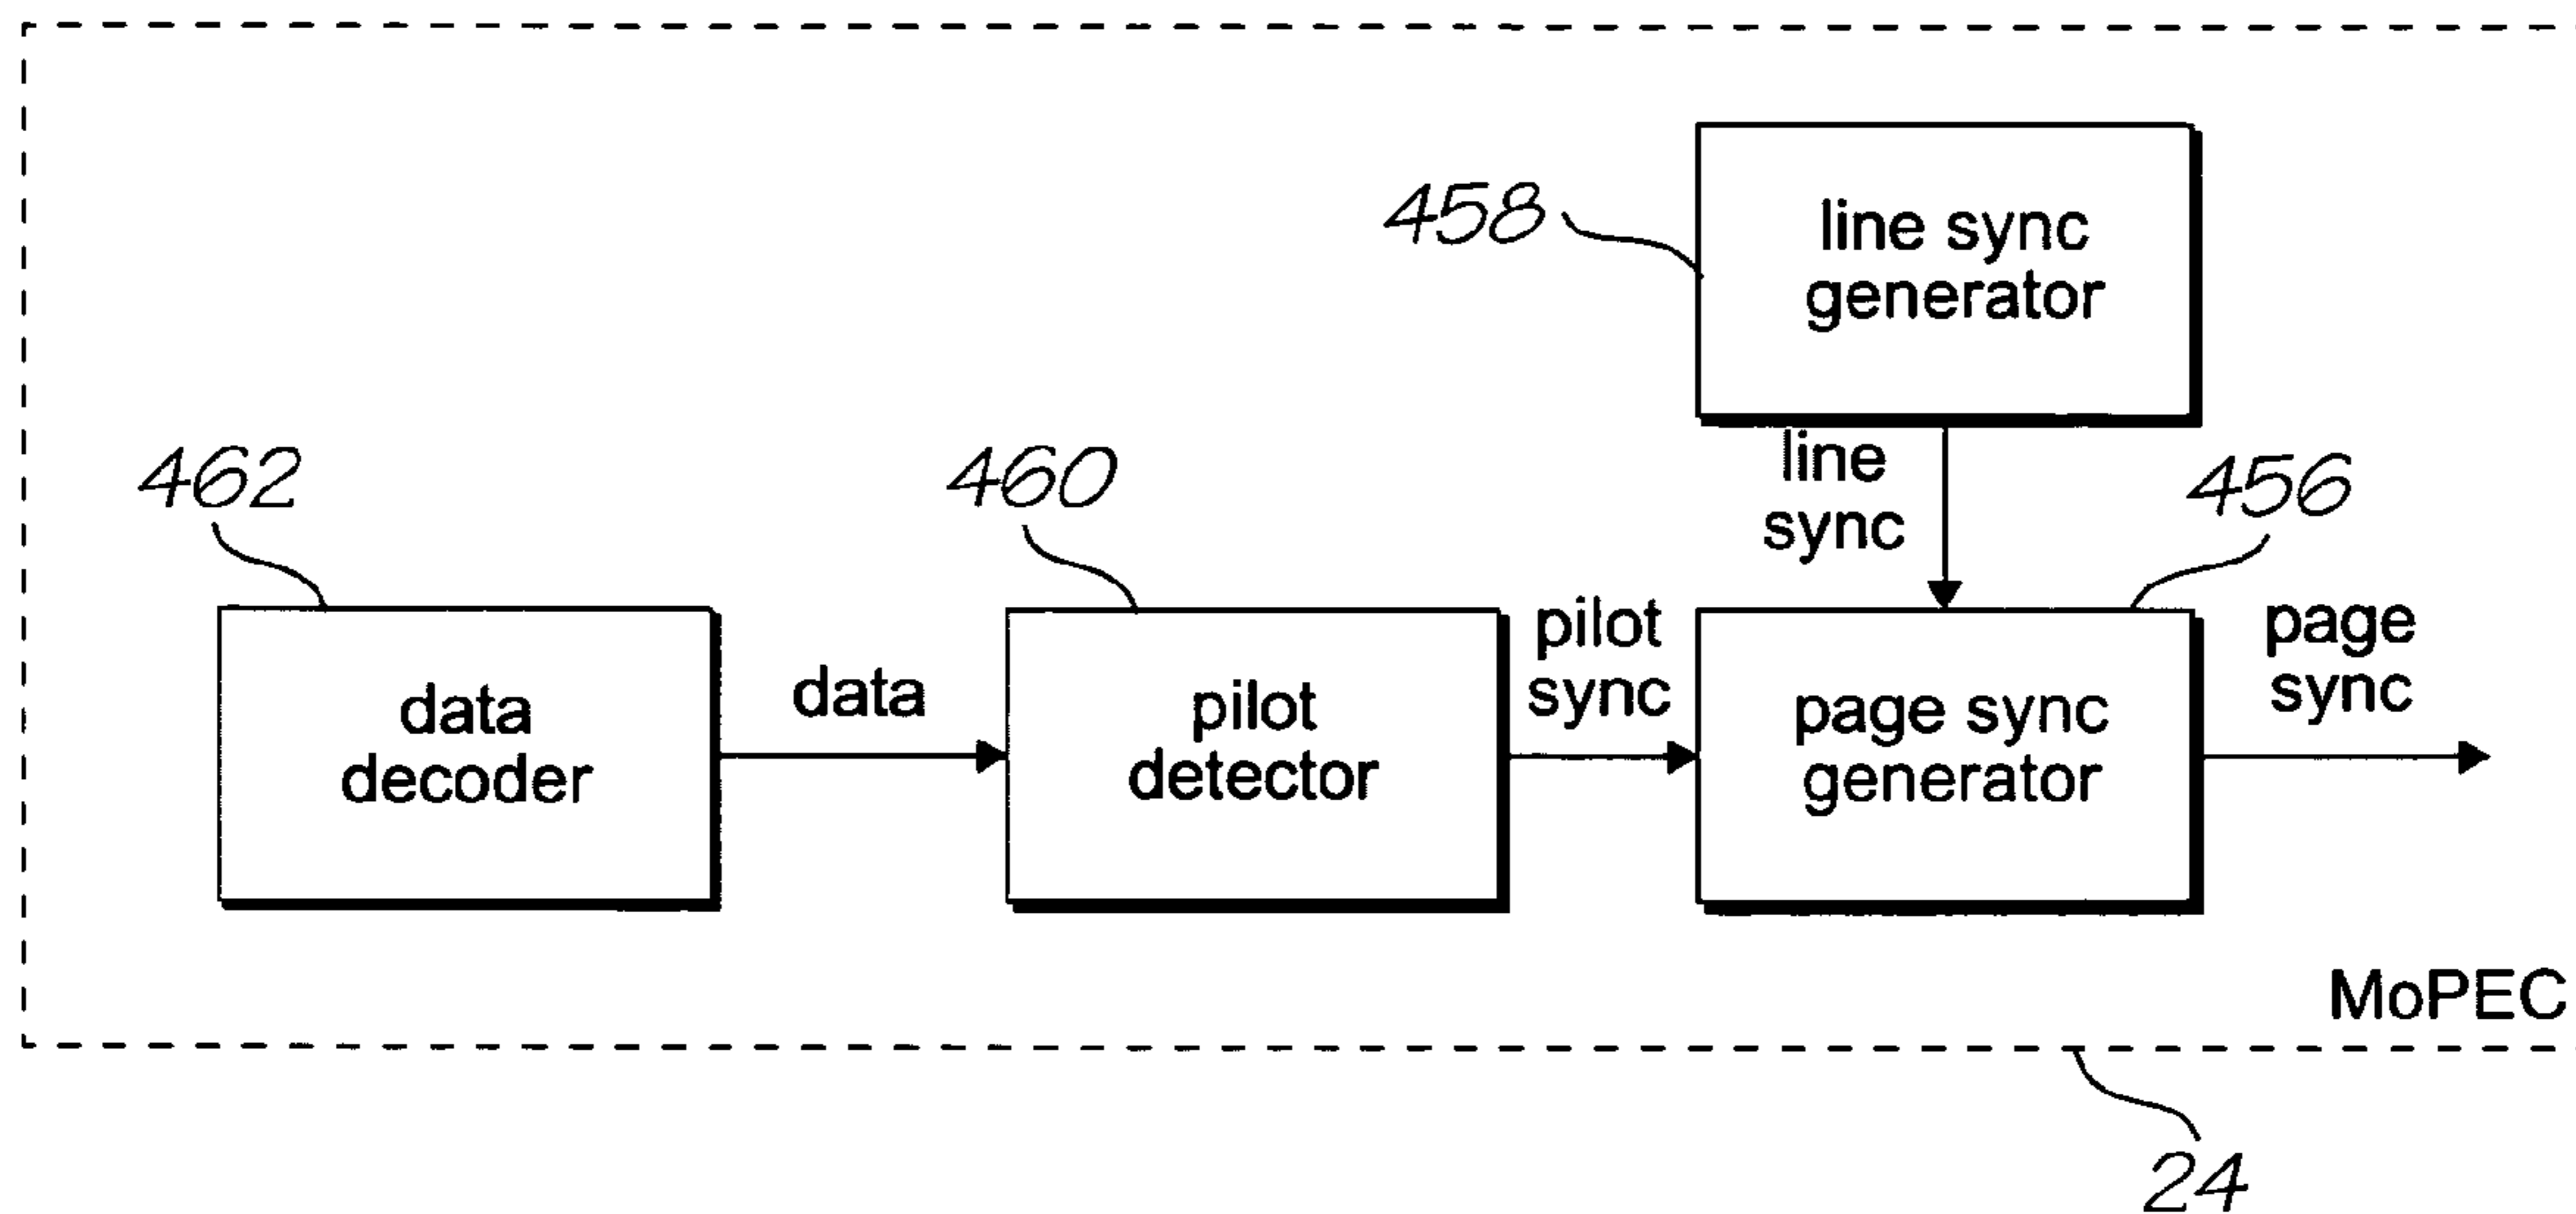 line sync
generator
458
line
sync
462
460
456
data
decoder
data
pilot
detector
pilot
sync
page sync
generator
page
sync
MoPEC
24